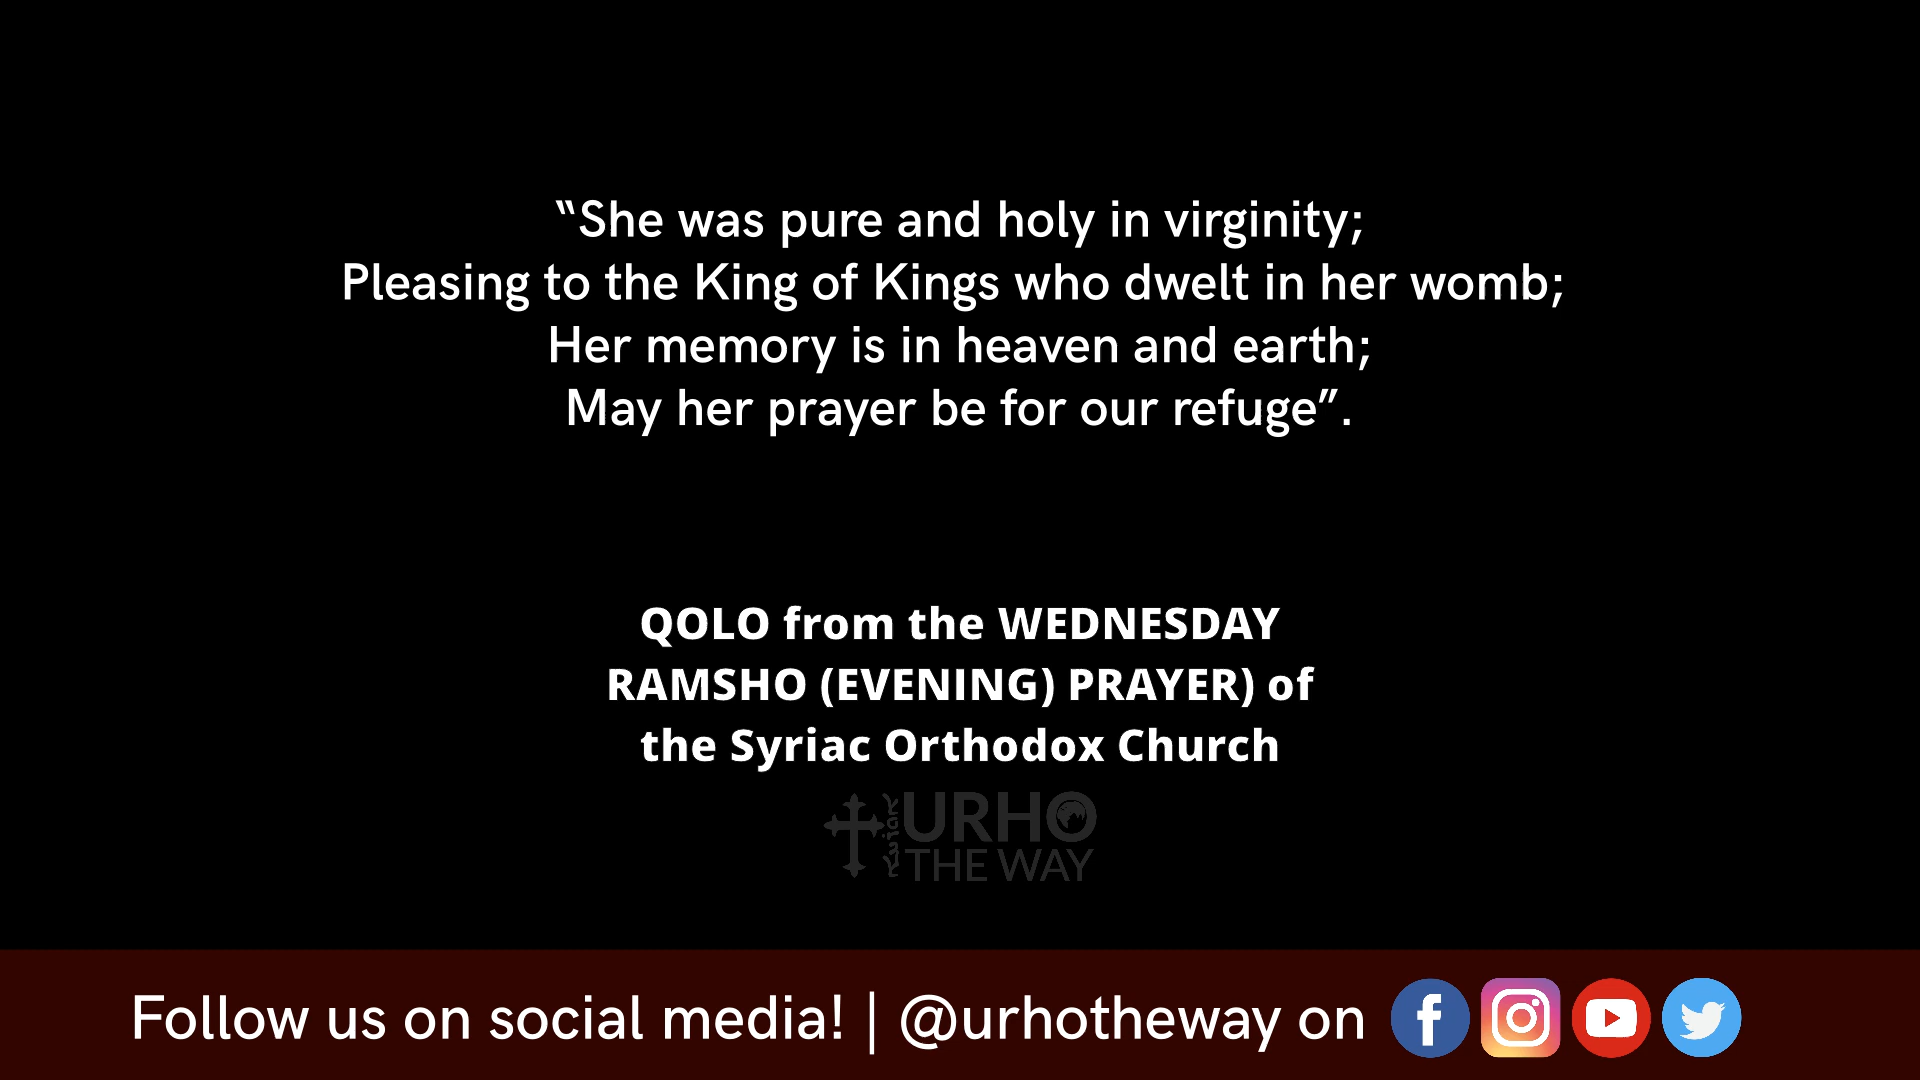 “She was pure and holy in virginity;
Pleasing to the King of Kings who dwelt in her womb;
Her memory is in heaven and earth;
May her prayer be for our refuge”.
QOLO from the WEDNESDAY
RAMSHO (EVENING) PRAYER) of
the Syriac Orthodox Church
URHO
THE WAY
Follow us on social media! | @urhotheway on